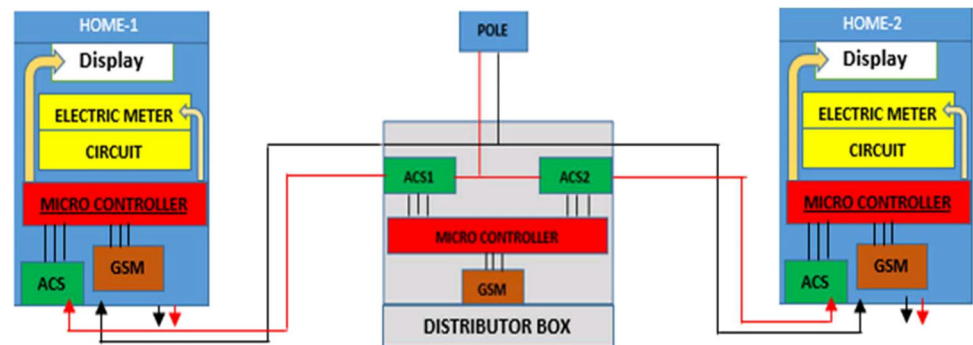 HOME-1
Display
ELECTRIC METER
CIRCUIT
MICRO CONTROLLER
ACS
GSM
POLE
ACS1
ACS2
MICRO CONTROLLER
GSM
DISTRIBUTOR BOX
HOME-2
Display
ELECTRIC METER
CIRCUIT
MICRO CONTROLLER
ACS
GSM